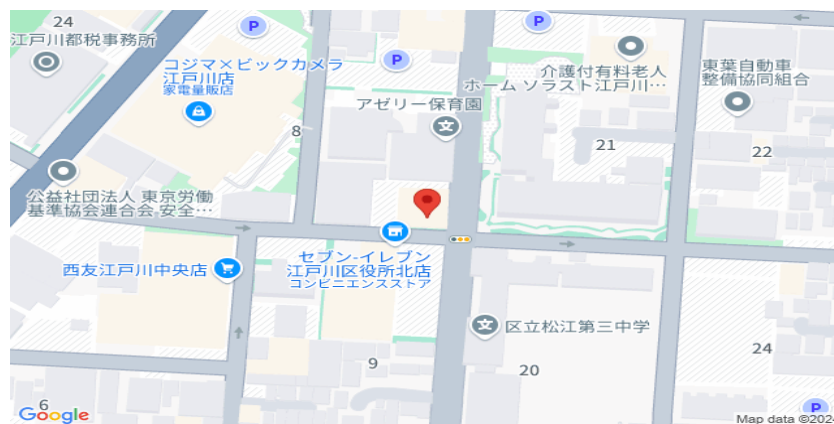 24
P
江戸川都税事務所
コジマ×ビックカメラ
江戸川店
家電量販店
P
介護付有料老人
ホーム ソラスト江戸川…
東葉自動車
整備協同組合
アゼリー保育園
文
8
21
22
公益社団法人 東京労働
基準協会連合会 安全…
セブン-イレブン
江戸川区役所北店
コンビニエンスストア
西友江戸川中央店
文
区立松江第三中学
9
20
24
6
Google
P
Map data ©2024